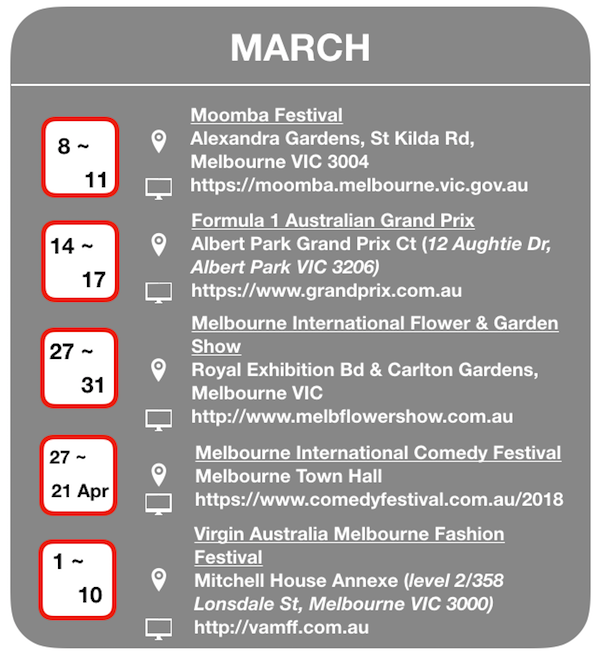 MARCH
8 ~
11
Moomba Festival
Alexandra Gardens, St Kilda Rd,
Melbourne VIC 3004
https://moomba.melbourne.vic.gov.au
14 ~
17
Formula 1 Australian Grand Prix
Albert Park Grand Prix Ct (12 Aughtie Dr,
Albert Park VIC 3206)
https://www.grandprix.com.au
27 ~
31
Melbourne International Flower & Garden
Show
Royal Exhibition Bd & Carlton Gardens,
Melbourne VIC
http://www.melbflowershow.com.au
27 ~
21 Apr
Melbourne International Comedy Festival
Melbourne Town Hall
https://www.comedyfestival.com.au/2018
1 ~
10
Virgin Australia Melbourne Fashion
Festival
Mitchell House Annexe (level 2/358
Lonsdale St, Melbourne VIC 3000)
http://vamff.com.au